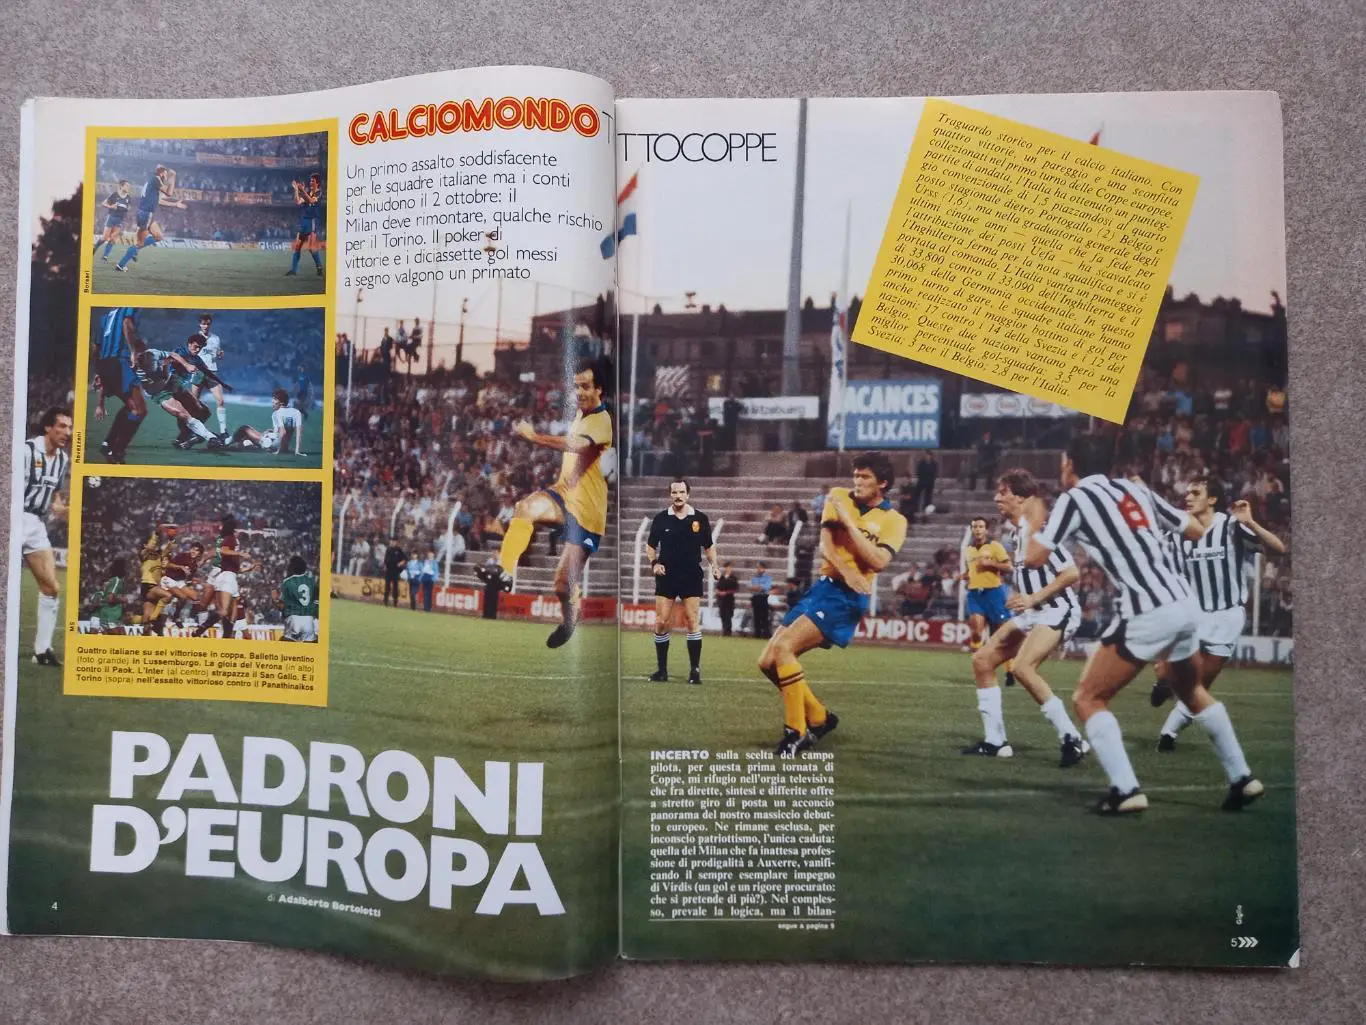 CALCIOMONDO
TUTTOCOPPE
Un primo assalto soddisfacente
per le squadre italiane ma i conti
si chiudono il 2 ottobre: il
Milan deve rimontare, qualche rischio
per il Torino. Il poker di
vittorie e i diciassette gol messi
a segno valgono un primato
Borsari
Ravezzani
MS
Quattro italiane su sei vittoriose in coppa. Balletto juventino
(foto grande) in Lussemburgo. La gioia del Verona (in alto)
contro il Paok. L'Inter (al centro) strapazza il San Gallo. E il
Torino (sopra) nell'assalto vittorioso contro il Panathinaikos
PADRONI
D'EUROPA
di Adalberto Bortolotti
4
Traguardo storico per il calcio italiano. Con
quattro vittorie, un pareggio e una sconfitta
collezionati nel primo turno delle Coppe europee,
partite di andata, l'Italia ha ottenuto un punteg-
gio convenzionale di 1,5 piazzandosi al quarto
posto stagionale dietro Portogallo (2), Belgio e
Urss (1,6), ma nella graduatoria generale degli
ultimi cinque anni — quella che fa fede per
l'attribuzione dei posti Uefa — ha scavalcato
l'Inghilterra ferma per la nota squalifica e si è
portata al comando. L'Italia vanta un punteggio
di 33,800 contro il 33,090 dell'Inghilterra e il
30,068 della Germania occidentale. In questo
primo turno di gare, le squadre italiane hanno
anche realizzato il maggior bottino di gol per
nazioni: 17 contro i 14 della Svezia e i 12 del
Belgio. Queste due nazioni vantano però una
miglior percentuale gol-squadra: 3,5 per la
Svezia; 3 per il Belgio; 2,8 per l'Italia.
VACANCES
LUXAIR
ducal
ducal
OLYMPIC SP
6
3
INCERTO sulla scelta del campo
pilota, per questa prima tornata di
Coppe, mi rifugio nell'orgia televisiva
che fra dirette, sintesi e differite offre
a stretto giro di posta un acconcio
panorama del nostro massiccio debut-
to europeo. Ne rimane esclusa, per
inconscio patriottismo, l'unica caduta:
quella del Milan che fa inattesa profes-
sione di prodigalità a Auxerre, vanifi-
cando il sempre esemplare impegno
di Virdis (un gol e un rigore procurato:
che si pretende di più?). Nel comples-
so, prevale la logica, ma il bilan-
segue a pagina 9
Giglio
5